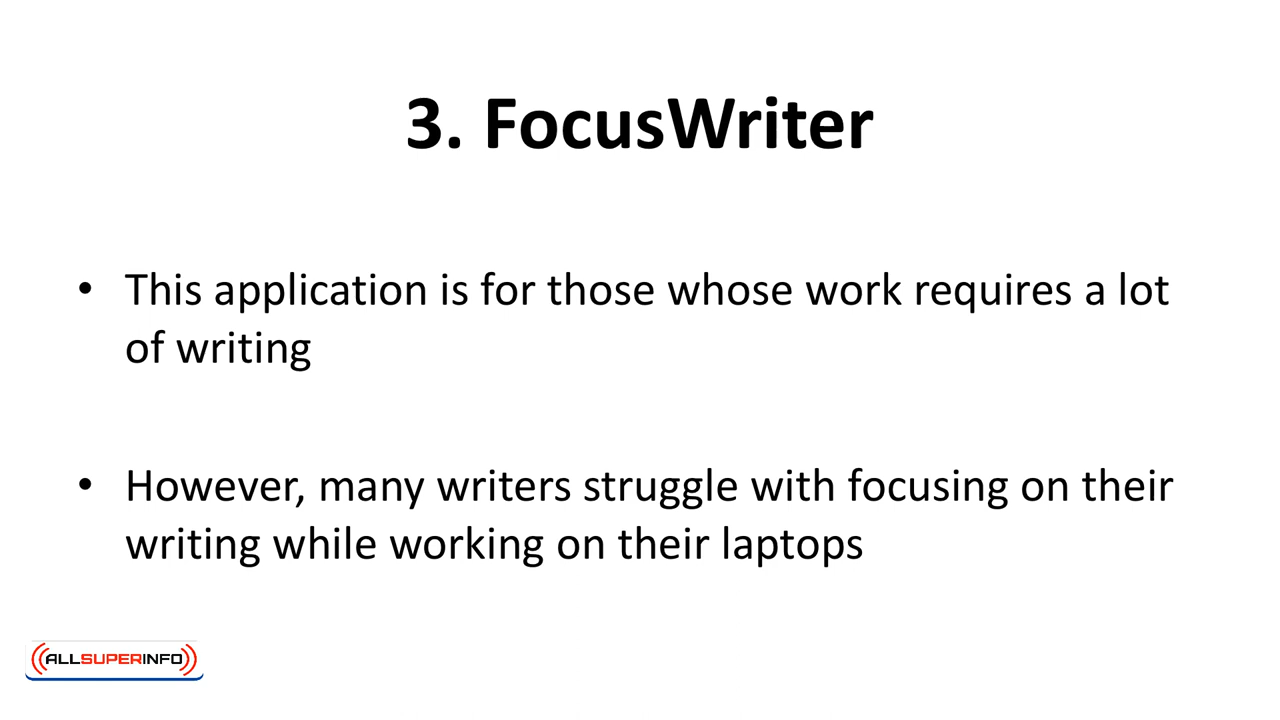 3. FocusWriter
• This application is for those whose work requires a lot
of writing
• However, many writers struggle with focusing on their
writing while working on their laptops
ALLSUPERINFO